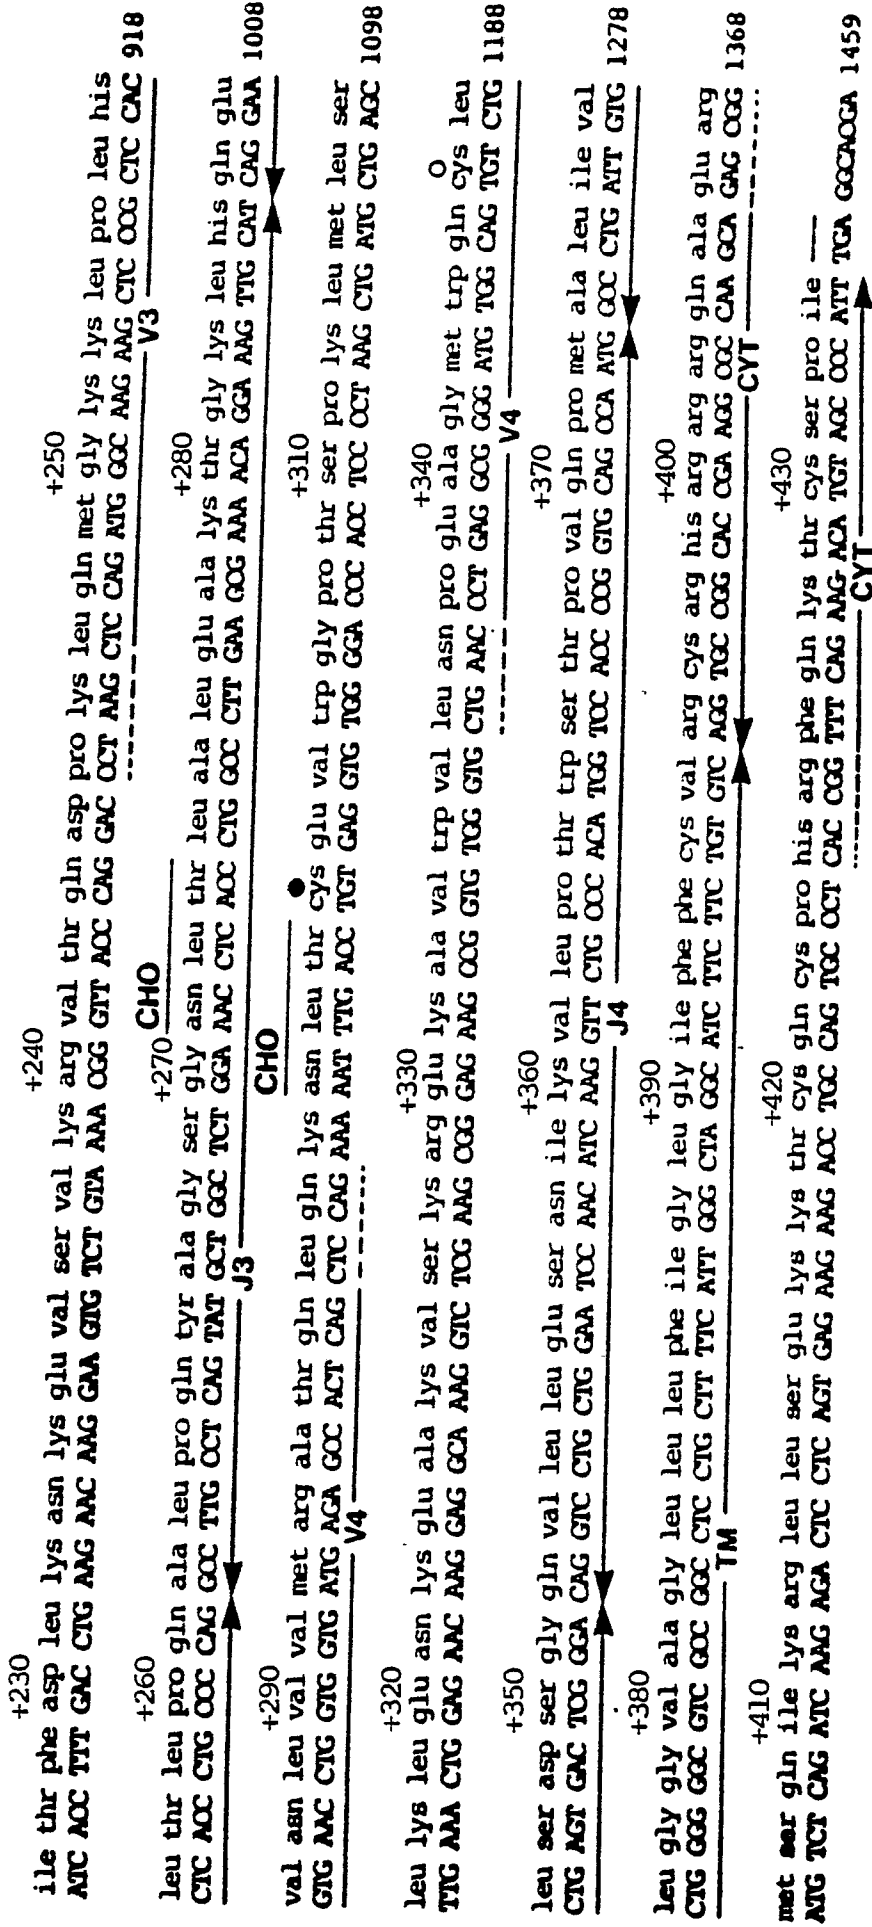 +230 +240 +250
ile thr phe asp leu lys asn lys glu val ser val lys arg val thr gln asp pro lys leu gln met gly lys lys leu pro leu his
ATC ACC TTT GAC CTG AAG AAC AAG GAA GTG TCT GTA AAA CGG GTT ACC CAG GAC CCT AAG CTC CAG ATG GGC AAG AAG CTC CCG CTC CAC 918
V3
CHO
+260 +270 +280
leu thr leu pro gln ala leu pro gln tyr ala gly ser gly asn leu thr leu ala leu glu ala lys thr gly lys leu his gln glu
CTC ACC CTG CCC CAG GCC TTG CCT CAG TAT GCT GGC TCT GGA AAC CTC ACC CTG GCC CTT GAA GCG AAA ACA GGA AAG TTG CAT CAG GAA 1008
J3
CHO
+290 +310
val asn leu val val met arg ala thr gln leu gln lys asn leu thr cys glu val trp gly pro thr ser pro lys leu met leu ser
GTG AAC CTG GTG GTG ATG AGA GCC ACT CAG CTC CAG AAA AAT TTG ACC TGT GAG GTG TGG GGA CCC ACC TCC CCT AAG CTG ATG CTG AGC 1098
V4
+320 +330 +340
leu lys leu glu asn lys glu ala lys val ser lys arg glu lys ala val trp val leu asn pro glu ala gly met trp gln cys leu
TTG AAA CTG GAG AAC AAG GAG GCA AAG GTC TCG AAG CGG GAG AAG GCG GTG TGG GTG CTG AAC CCT GAG GCG GGG ATG TGG CAG TGT CTG 1188
V4
+350 +360 +370
leu ser asp ser gly gln val leu leu glu ser asn ile lys val leu pro thr trp ser thr pro val gln pro met ala leu ile val
CTG AGT GAC TCG GGA CAG GTC CTG CTG GAA TCC AAC ATC AAG GTT CTG CCC ACA TGG TCC ACC CCG GTG CAG CCA ATG GCC CTG ATT GTG 1278
J4
+380 +390 +400
leu gly gly val ala gly leu leu leu phe ile gly leu gly ile phe phe cys val arg cys arg his arg arg arg gln ala glu arg
CTG GGG GGC GTC GCC GGC CTC CTG CTT TTC ATT GGG CTA GGC ATC TTC TTC TGT GTC AGG TGC CGG CAC CGA AGG CGC CAA GCA GAG CGG 1368
TM CYT
+410 +420 +430
met ser gln ile lys arg leu leu ser glu lys lys thr cys gln cys pro his arg phe gln lys thr cys ser pro ile —
ATG TCT CAG ATC AAG AGA CTC CTC AGT GAG AAG AAG ACC TGC CAG TGC CCT CAC CGG TTT CAG AAG ACA TGT AGC CCC ATT TGA GGCACGA 1459
CYT